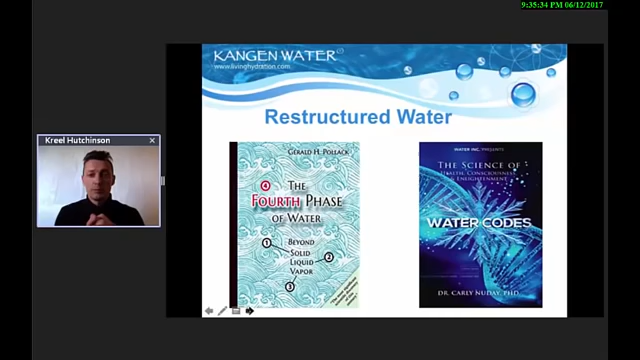 9:35:34 PM 06/12/2017
KANGEN WATER
www.livinghydration.com
Restructured Water
Kreel Hutchinson
GERALD H. POLLACK
4
THE
FOURTH PHASE
OF WATER
1
BEYOND
SOLID
LIQUID
VAPOR
2
3
WATER INC. PRESENTS
THE SCIENCE OF
HEALTH, CONSCIOUSNESS,
& ENLIGHTENMENT
WATER CODES
DR. CARLY NUDAY, PHD